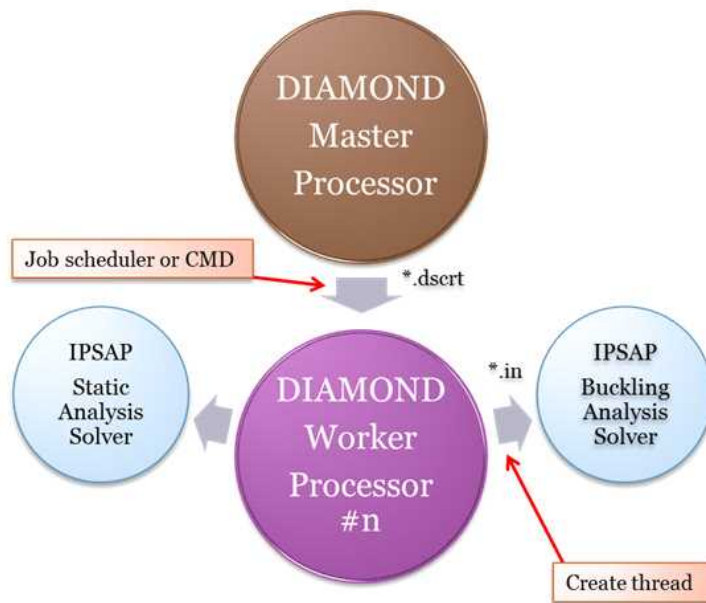 DIAMOND
Master
Processor
Job scheduler or CMD
*.dscrt
IPSAP
Static
Analysis
Solver
DIAMOND
Worker
Processor
#n
*.in
IPSAP
Buckling
Analysis
Solver
Create thread